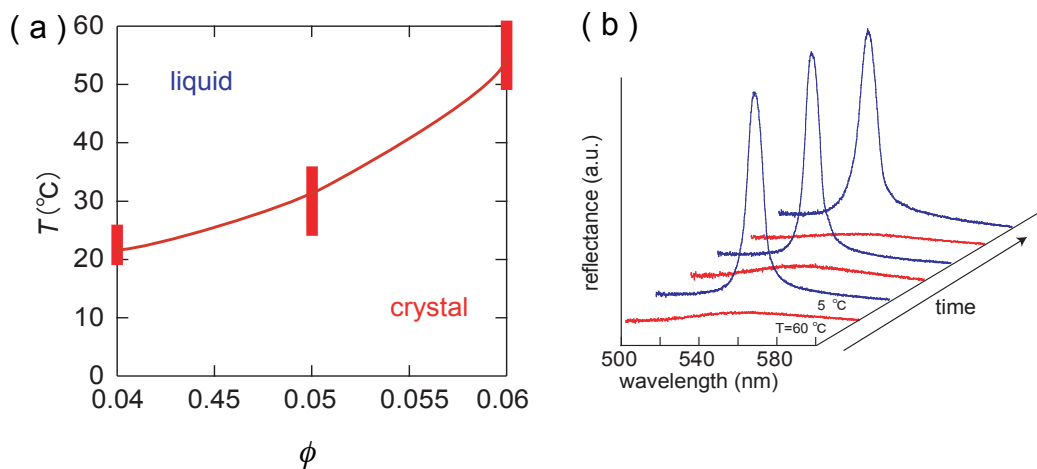 ( a )
60
50
40
30
20
10
0
T(°C)
liquid
crystal
0.04
0.45
0.05
0.055
0.06
ϕ
( b )
reflectance (a.u.)
5 °C
T=60 °C
time
500
540
580
wavelength (nm)